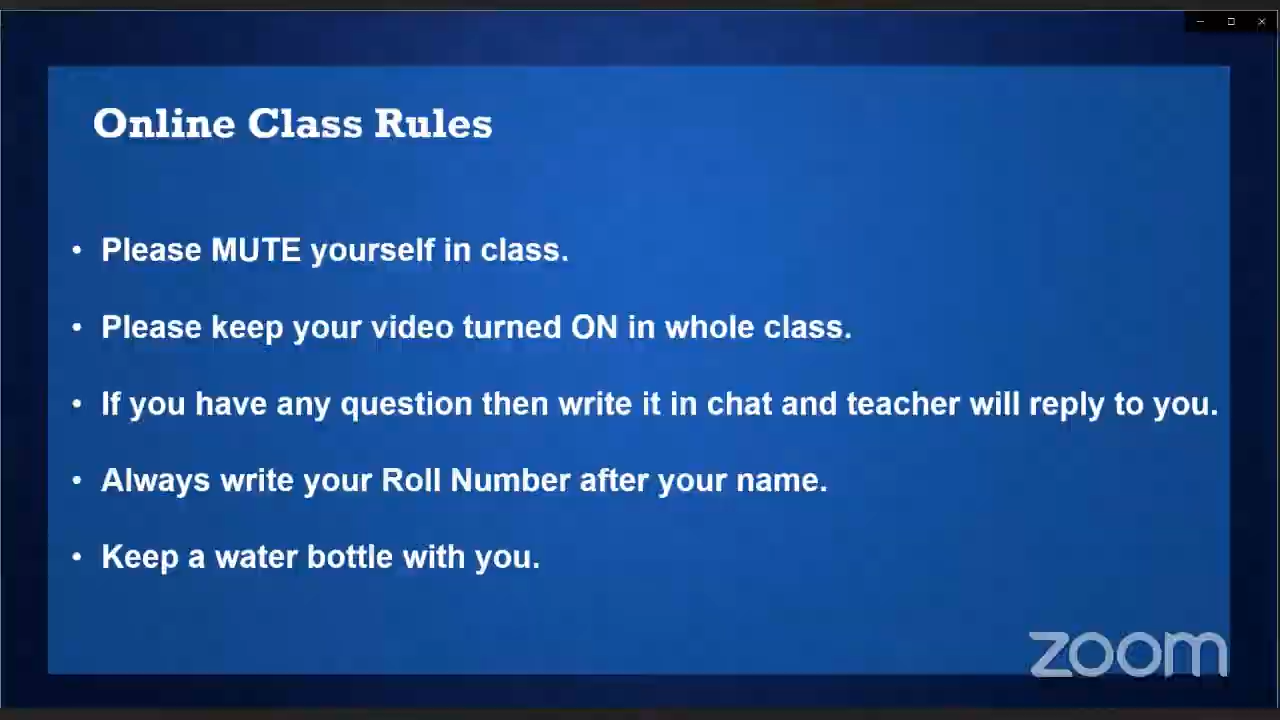 Online Class Rules
• Please MUTE yourself in class.
• Please keep your video turned ON in whole class.
• If you have any question then write it in chat and teacher will reply to you.
• Always write your Roll Number after your name.
• Keep a water bottle with you.
zoom